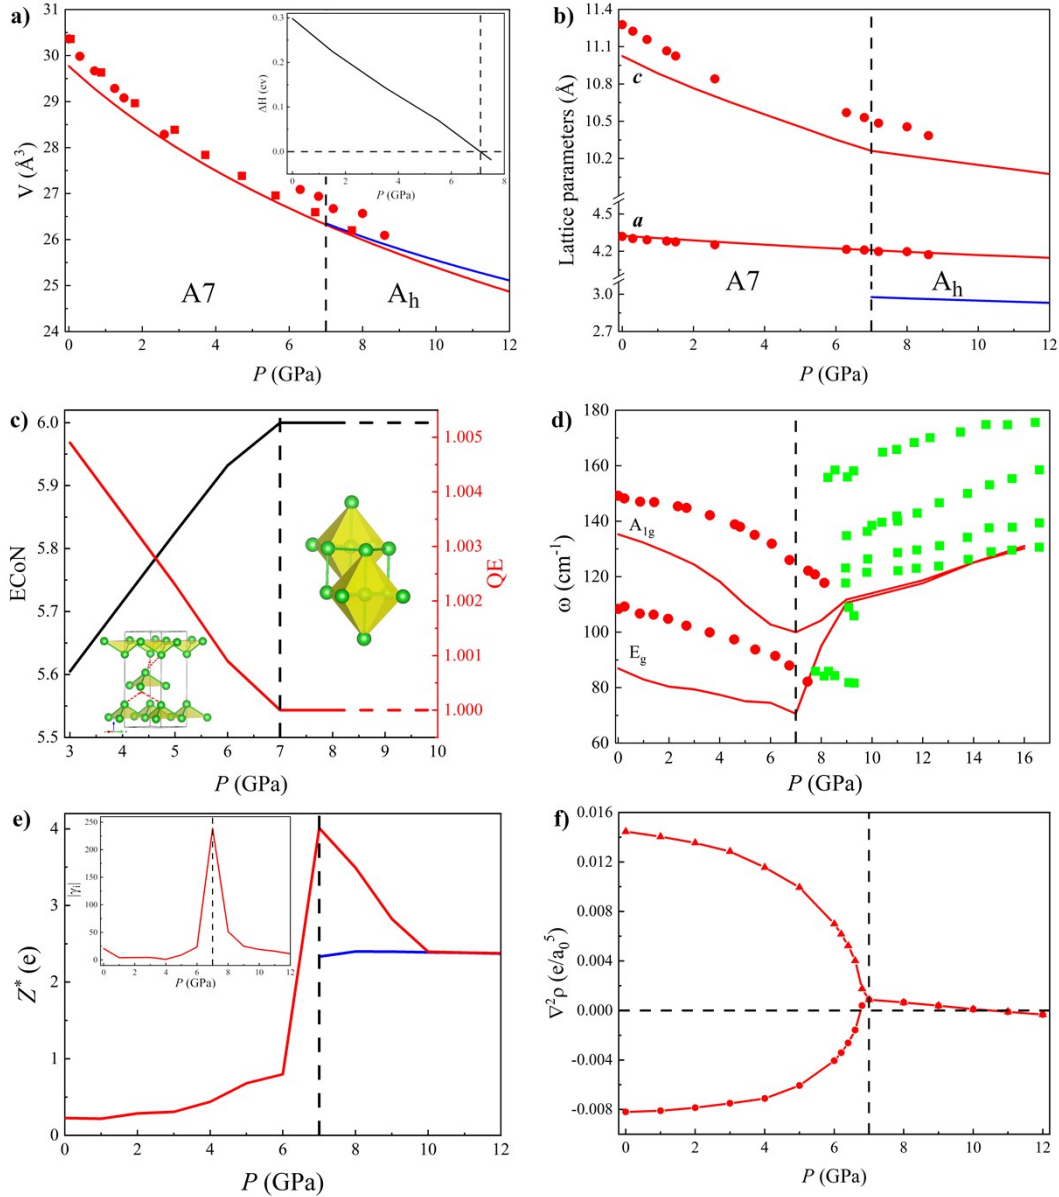 a)
31
30
29
28
27
26
25
24
V (Å³)
0 2 4 6 8 10 12
P (GPa)
A7
A_h
0.3
0.2
0.1
0.0
ΔH (ev)
0 2 4 6 8
P (GPa)
b)
11.4
11.1
10.8
10.5
10.2
4.5
4.2
3.0
2.7
Lattice parameters (Å)
c
a
A7
A_h
0 2 4 6 8 10 12
P (GPa)
c)
6.0
5.9
5.8
5.7
5.6
5.5
ECoN
1.005
1.004
1.003
1.002
1.001
1.000
QE
3 4 5 6 7 8 9 10
P (GPa)
d)
180
160
140
120
100
80
60
ω (cm⁻¹)
A_{1g}
E_g
0 2 4 6 8 10 12 14 16
P (GPa)
e)
4
3
2
1
0
Z* (e)
250
200
150
100
50
0
|γ_i|
0 2 4 6 8 10 12
P (GPa)
0 2 4 6 8 10 12
P (GPa)
f)
0.016
0.012
0.008
0.004
0.000
-0.004
-0.008
∇²ρ (e/a₀⁵)
0 2 4 6 8 10 12
P (GPa)